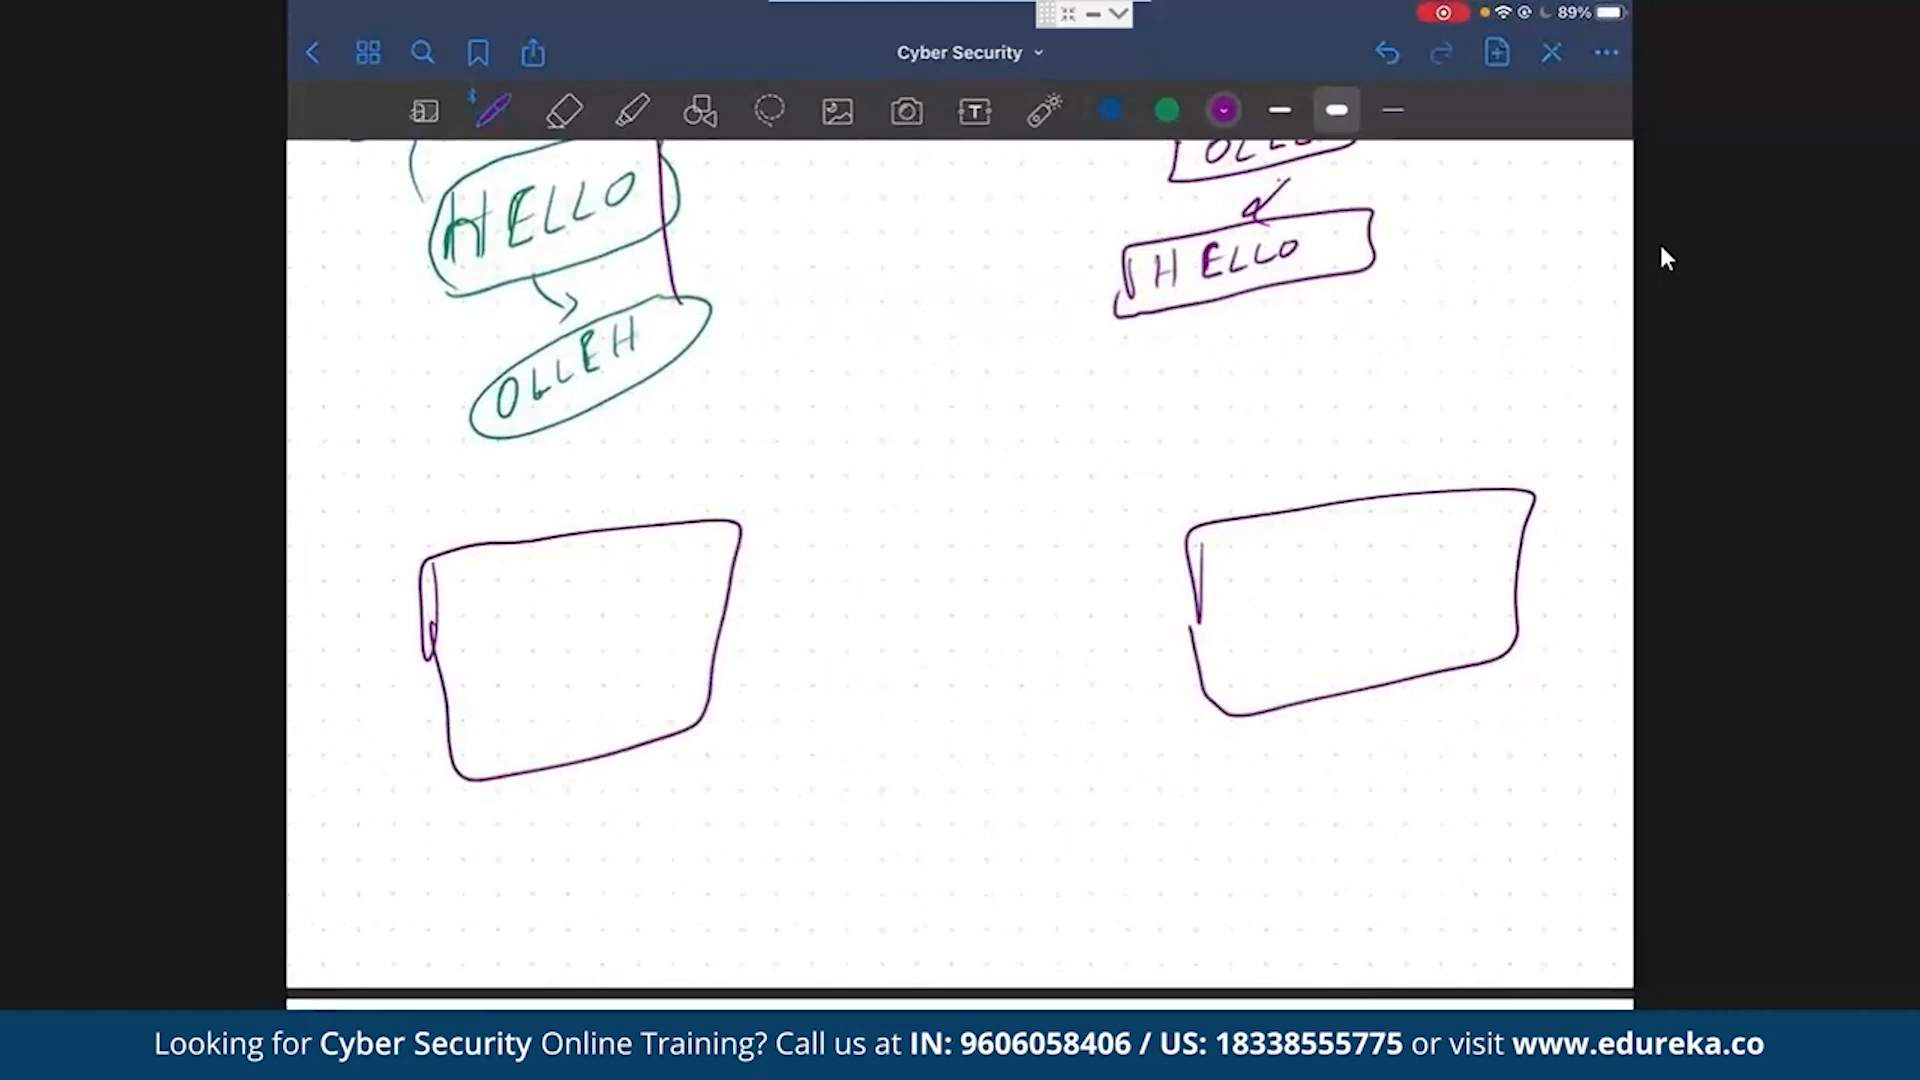 89%
Cyber Security
HELLO
OLLEH
HELLO
Looking for Cyber Security Online Training? Call us at IN: 9606058406 / US: 18338555775 or visit www.edureka.co